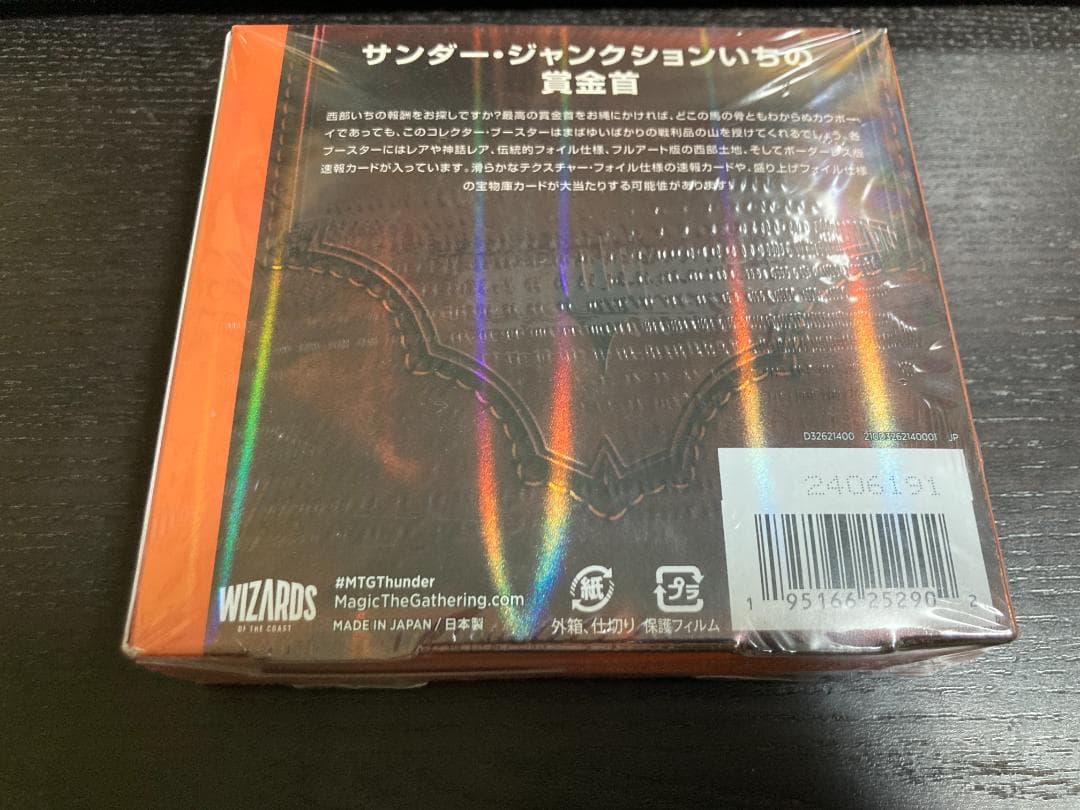 サンダー・ジャンクションいちの
賞金首
西部いちの報酬をお探しですか？最高の賞金首をお縄にかければ、どこの馬の骨ともわからぬカウボー
イであっても、このコレクター・ブースターはまばゆいばかりの戦利品の山を授けてくれるでしょう。各
ブースターにはレアや神話レア、伝統的フォイル仕様、フルアート版の西部土地、そしてボーダーレス版
速報カードが入っています。滑らかなテクスチャー・フォイル仕様の速報カードや、盛り上げフォイル仕様
の宝物庫カードが大当たりする可能性があります。
D32621400 21003262140001 JP
2406191
1 95166 25290 2
WIZARDS
OF THE COAST
#MTGThunder
MagicTheGathering.com
MADE IN JAPAN / 日本製
紙
外箱、仕切り
プラ
保護フィルム